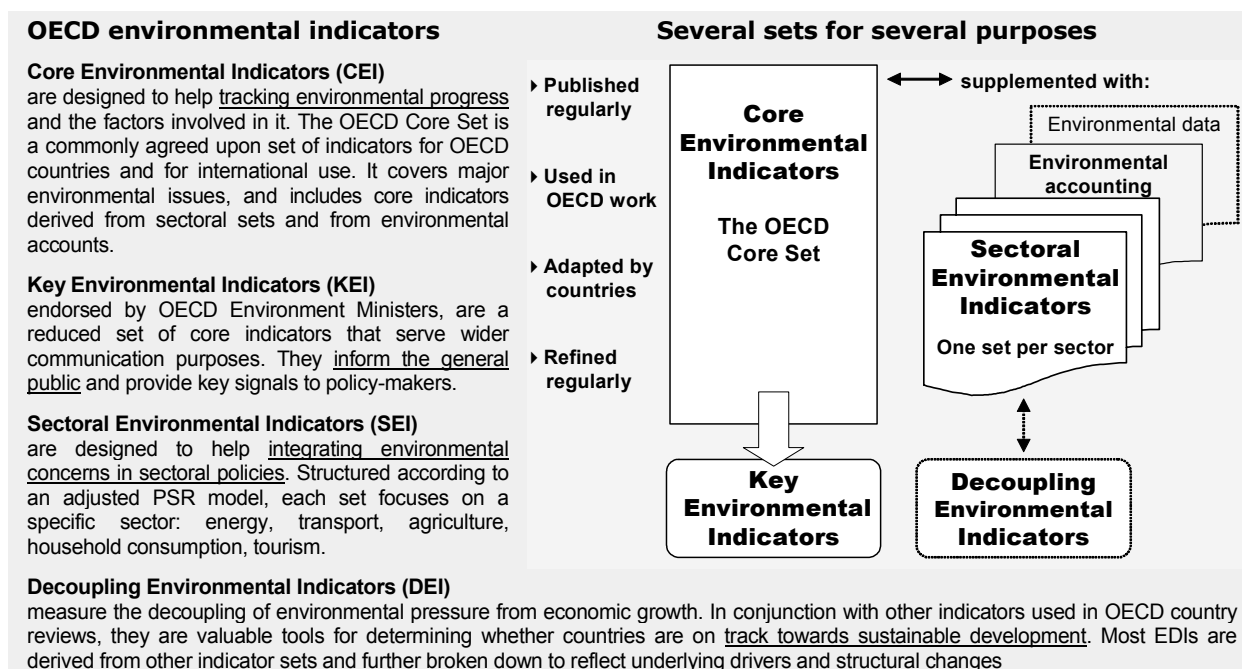 OECD environmental indicators
Core Environmental Indicators (CEI)
are designed to help tracking environmental progress
and the factors involved in it. The OECD Core Set is
a commonly agreed upon set of indicators for OECD
countries and for international use. It covers major
environmental issues, and includes core indicators
derived from sectoral sets and from environmental
accounts.
Key Environmental Indicators (KEI)
endorsed by OECD Environment Ministers, are a
reduced set of core indicators that serve wider
communication purposes. They inform the general
public and provide key signals to policy-makers.
Sectoral Environmental Indicators (SEI)
are designed to help integrating environmental
concerns in sectoral policies. Structured according to
an adjusted PSR model, each set focuses on a
specific sector: energy, transport, agriculture,
household consumption, tourism.
Several sets for several purposes
Published
regularly
Used in
OECD work
Adapted by
countries
Refined
regularly
Core
Environmental
Indicators
The OECD
Core Set
Key
Environmental
Indicators
supplemented with:
Environmental data
Environmental
accounting
Sectoral
Environmental
Indicators
One set per sector
Decoupling
Environmental
Indicators
Decoupling Environmental Indicators (DEI)
measure the decoupling of environmental pressure from economic growth. In conjunction with other indicators used in OECD country
reviews, they are valuable tools for determining whether countries are on track towards sustainable development. Most EDIs are
derived from other indicator sets and further broken down to reflect underlying drivers and structural changes